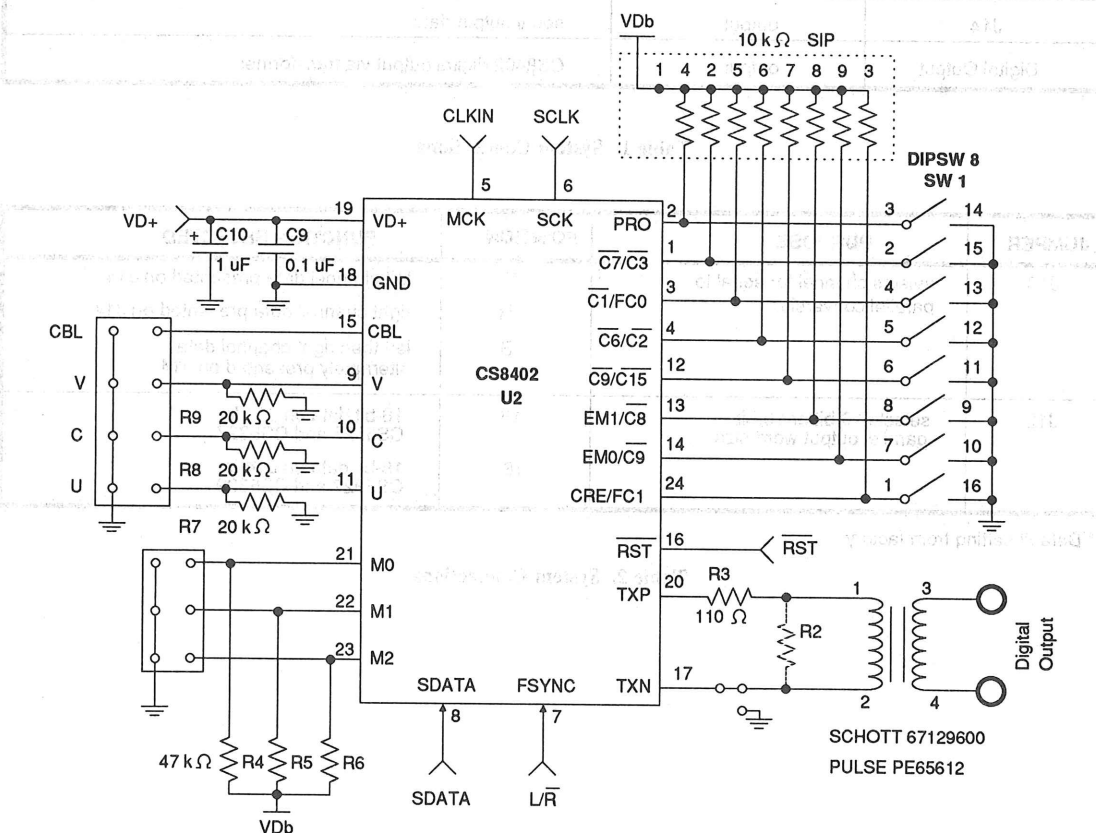 VDb
10 k Ω SIP
1 4 2 5 6 7 8 9 3
CLKIN SCLK
5 6
DIPSW 8
SW 1
VD+
+
C10
1 uF
C9
0.1 uF
19 VD+
18 GND
MCK SCK
2 PRO
1 C7/C3
3 C1/FC0
4 C6/C2
12 C9/C15
13 EM1/C8
14 EM0/C9
24 CRE/FC1
3 14
2 15
4 13
5 12
6 11
8 9
7 10
1 16
CBL
V
C
U
15 CBL
9 V
10 C
11 U
R9 20 k Ω
R8 20 k Ω
R7 20 k Ω
CS8402
U2
21 M0
22 M1
23 M2
RST 16 RST
TXP 20
R3
110 Ω
R2
TXN 17
1 3
2 4
Digital
Output
SDATA FSYNC
8 7
SDATA L/R
47 k Ω R4 R5 R6
VDb
SCHOTT 67129600
PULSE PE65612